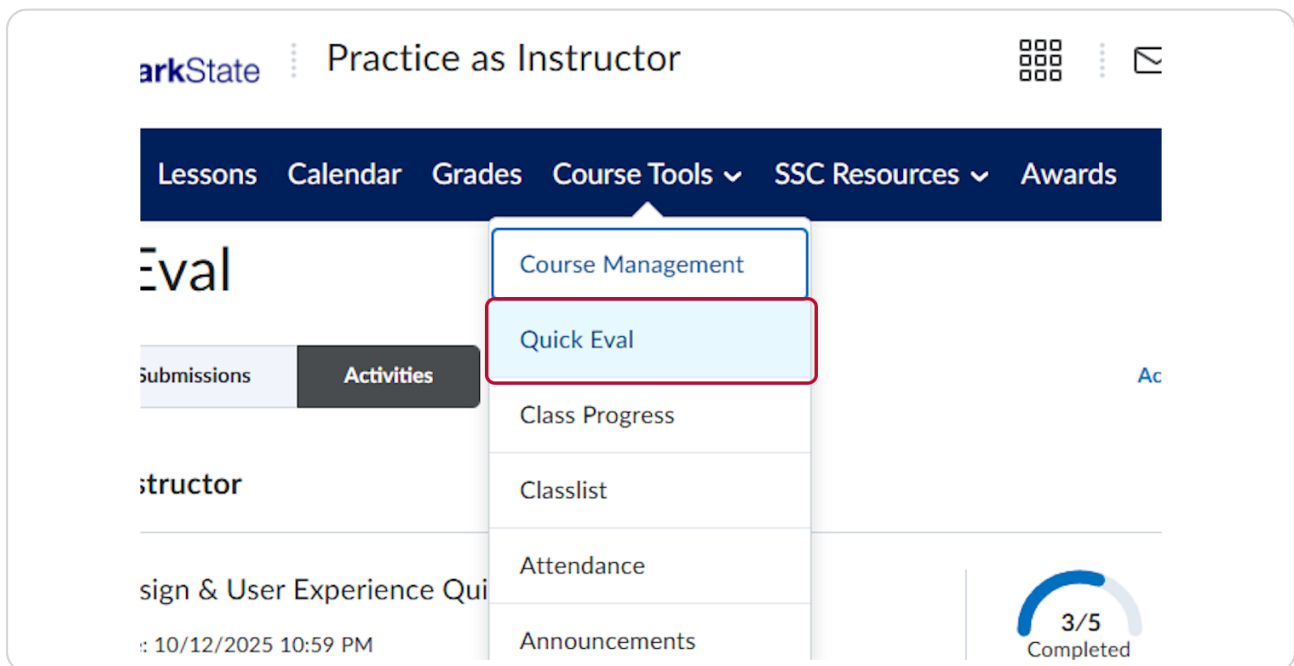 arkState
Practice as Instructor
Lessons Calendar Grades Course Tools SSC Resources Awards
Eval
Course Management
Quick Eval
Submissions Activities
Ac
Class Progress
structor
Classlist
Attendance
sign & User Experience Qui
3/5
Completed
: 10/12/2025 10:59 PM
Announcements